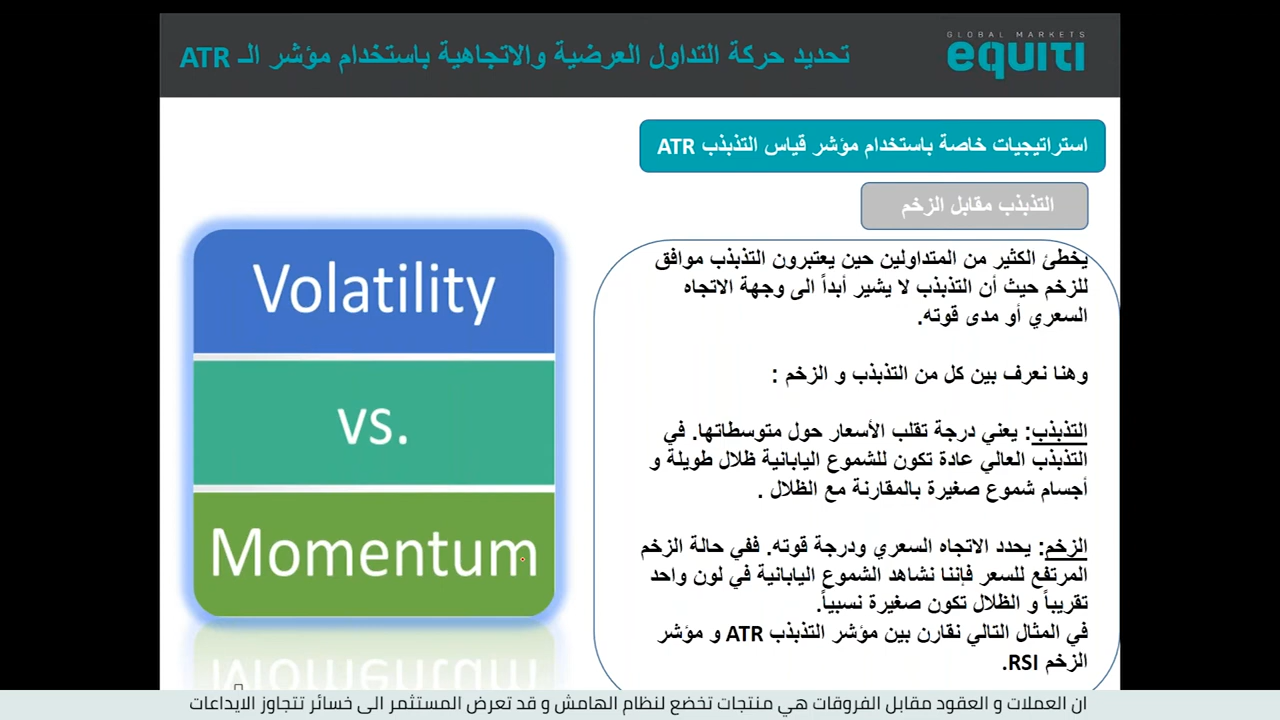 تحديد حركة التداول العرضية والاتجاهية باستخدام مؤشر الـ ATR
GLOBAL MARKETS
equiti
استراتيجيات خاصة باستخدام مؤشر قياس التذبذب ATR
التذبذب مقابل الزخم
يخطئ الكثير من المتداولين حين يعتبرون التذبذب موافق
للزخم حيث أن التذبذب لا يشير أبداً الى وجهة الاتجاه
السعري أو مدى قوته.
وهنا نعرف بين كل من التذبذب و الزخم :
التذبذب: يعني درجة تقلب الأسعار حول متوسطاتها. في
التذبذب العالي عادة تكون للشموع اليابانية ظلال طويلة و
أجسام شموع صغيرة بالمقارنة مع الظلال .
الزخم: يحدد الاتجاه السعري ودرجة قوته. ففي حالة الزخم
المرتفع للسعر فإننا نشاهد الشموع اليابانية في لون واحد
تقريباً و الظلال تكون صغيرة نسبياً.
في المثال التالي نقارن بين مؤشر التذبذب ATR و مؤشر
الزخم RSI.
Volatility
vs.
Momentum
ان العملات و العقود مقابل الفروقات هي منتجات تخضع لنظام الهامش و قد تعرض المستثمر الى خسائر تتجاوز الايداعات